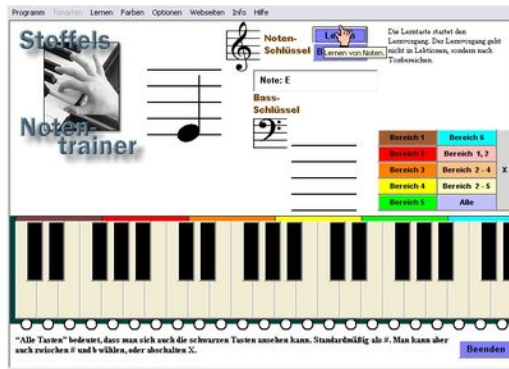 Programm Tonarten Lernen Farben Optionen Webseiten Info Hilfe
Stoffels
Noten-
trainer
Noten-
Schlüssel
Lernen von Noten.
Die Lerntaste startet den
Lernvorgang. Der Lernvorgang geht
nicht in Lektionen, sondern nach
Tonbereichen.
Note: E
Bass-
Schlüssel
Bereich 1 Bereich 6
Bereich 2 Bereich 1, 2
Bereich 3 Bereich 2 - 4 X
Bereich 4 Bereich 2 - 5
Bereich 5 Alle
"Alle Tasten" bedeutet, dass man sich auch die schwarzen Tasten ansehen kann. Standardmäßig als #. Man kann aber
auch zwischen # und b wählen, oder abschalten X.
Beenden